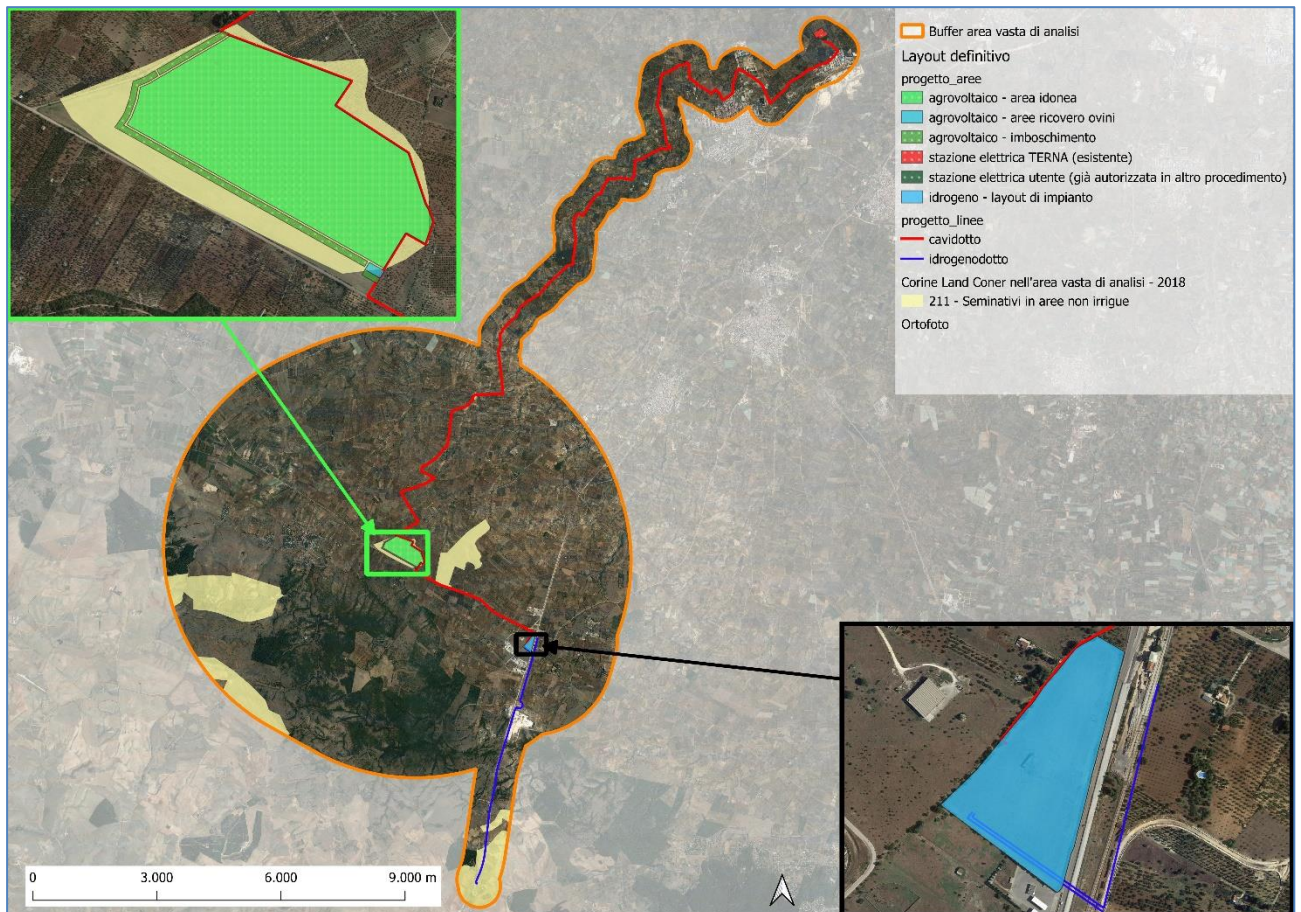 Buffer area vasta di analisi
Layout definitivo
progetto_aree
agrovoltaico - area idonea
agrovoltaico - aree ricovero ovini
agrovoltaico - imboschimento
stazione elettrica TERNA (esistente)
stazione elettrica utente (già autorizzata in altro procedimento)
idrogeno - layout di impianto
progetto_linee
cavidotto
idrogenodotto
Corine Land Coner nell'area vasta di analisi - 2018
211 - Seminativi in aree non irrigue
Ortofoto
0 3.000 6.000 9.000 m